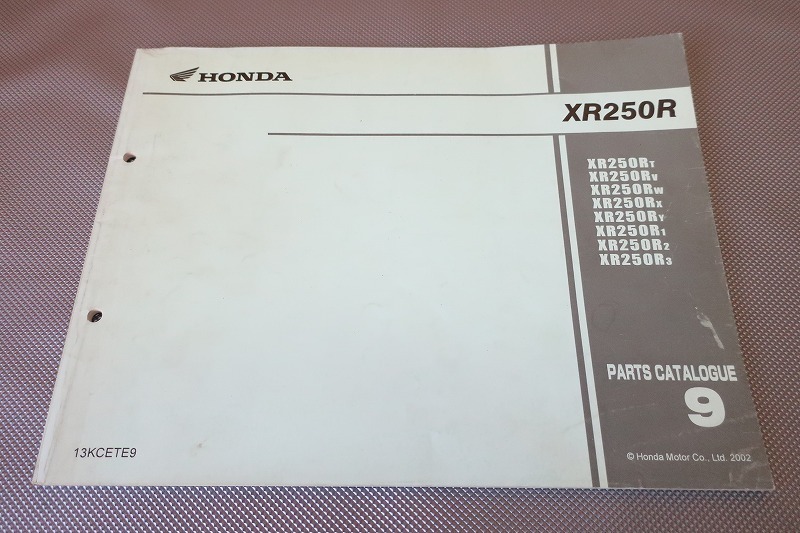 HONDA
XR250R
XR250RT
XR250RV
XR250RW
XR250RX
XR250RY
XR250R1
XR250R2
XR250R3
PARTS CATALOGUE
9
13KCETE9
© Honda Motor Co., Ltd. 2002